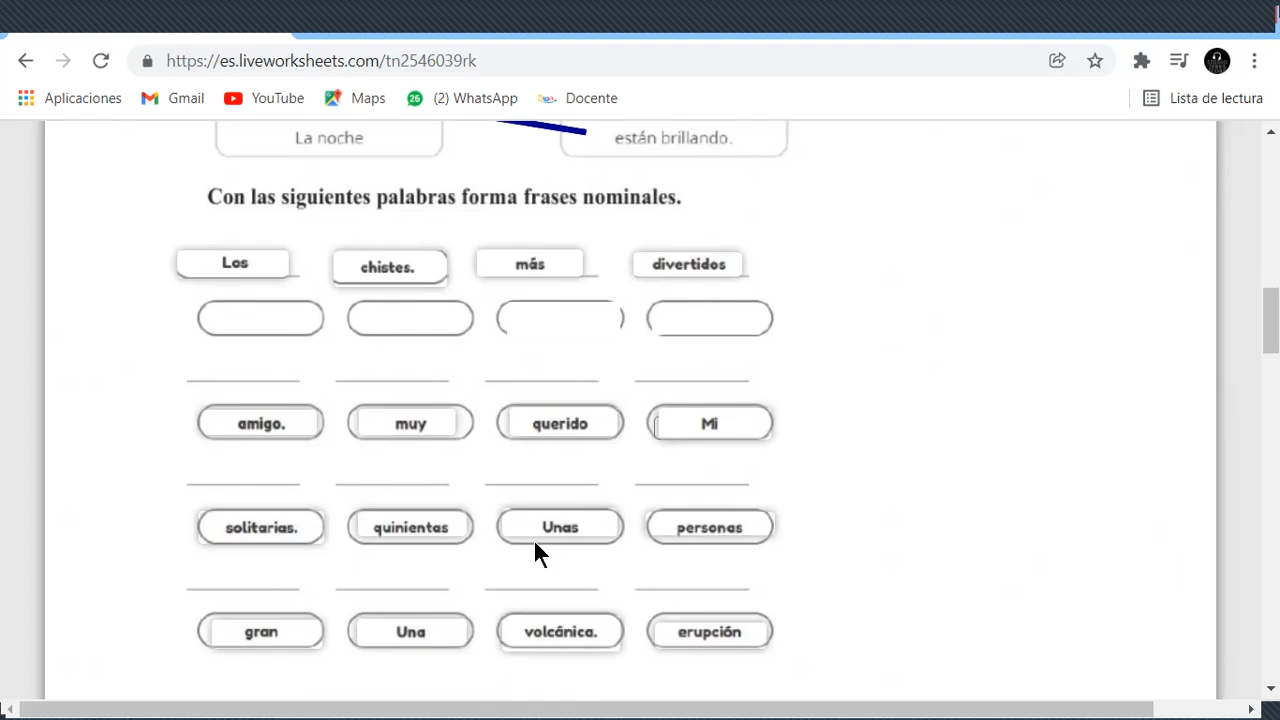 https://es.liveworksheets.com/tn2546039rk
Aplicaciones Gmail YouTube Maps 26 (2) WhatsApp Docente Lista de lectura
La noche están brillando.
Con las siguientes palabras forma frases nominales.
Los chistes. más divertidos
amigo. muy querido Mi
solitarias. quinientas Unas personas
gran Una volcánica. erupción